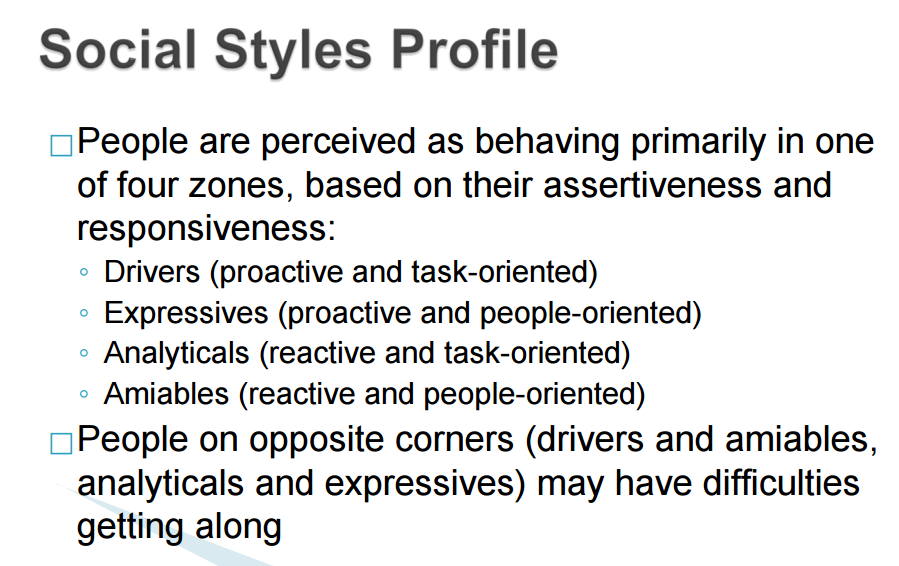 Social Styles Profile
People are perceived as behaving primarily in one
of four zones, based on their assertiveness and
responsiveness:
Drivers (proactive and task-oriented)
Expressives (proactive and people-oriented)
Analyticals (reactive and task-oriented)
Amiables (reactive and people-oriented)
People on opposite corners (drivers and amiables,
analyticals and expressives) may have difficulties
getting along